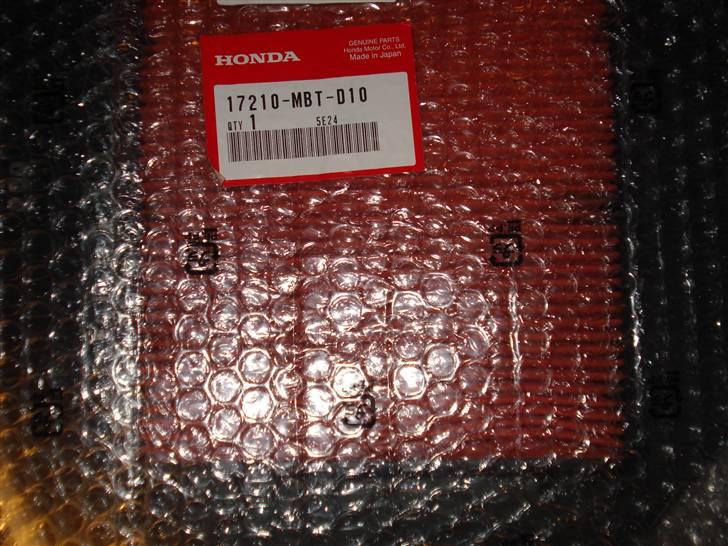 HONDA
GENUINE PARTS
Honda Motor Co., Ltd.
Made in Japan
17210-MBT-D10
QTY 1 5E24